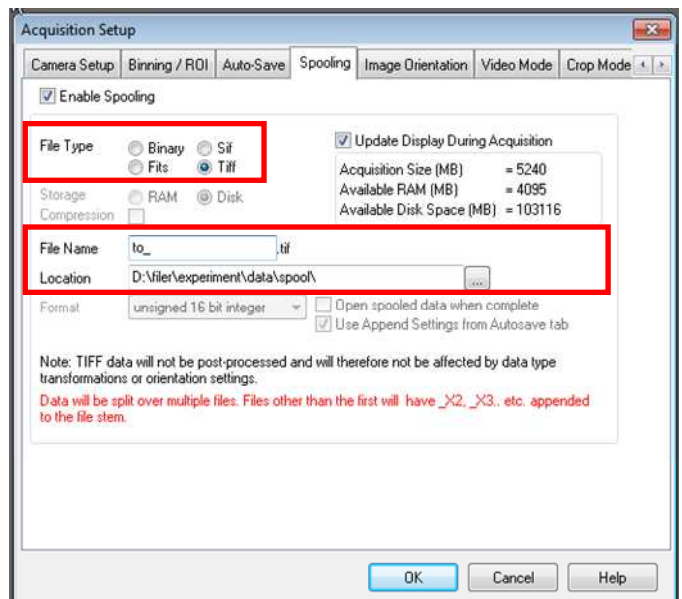 Acquisition Setup
Camera Setup Binning / ROI Auto-Save Spooling Image Orientation Video Mode Crop Mode
Enable Spooling
File Type Binary Sif
Fits Tiff
Update Display During Acquisition
Acquisition Size (MB) = 5240
Available RAM (MB) = 4095
Available Disk Space (MB) = 103116
Storage RAM Disk
Compression
File Name to_ .tif
Location D:\filer\experiment\data\spool\ ...
Format unsigned 16 bit integer Open spooled data when complete
Use Append Settings from Autosave tab
Note: TIFF data will not be post-processed and will therefore not be affected by data type
transformations or orientation settings.
Data will be split over multiple files. Files other than the first will have _X2, _X3.. etc. appended
to the file stem.
OK Cancel Help